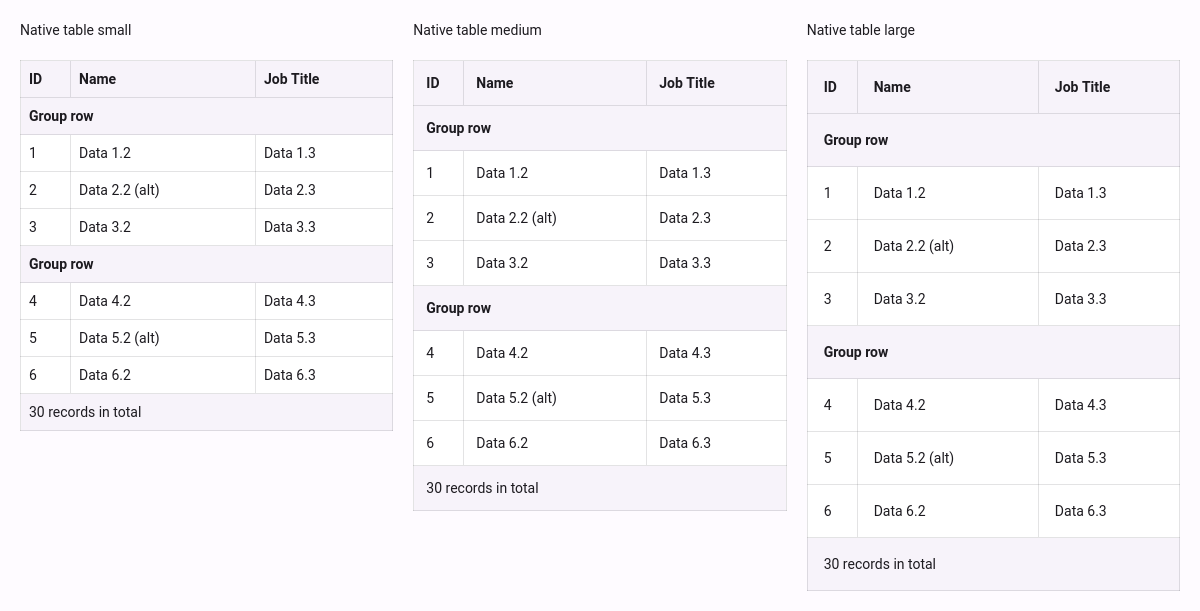 Native table small
ID Name Job Title
Group row
1 Data 1.2 Data 1.3
2 Data 2.2 (alt) Data 2.3
3 Data 3.2 Data 3.3
Group row
4 Data 4.2 Data 4.3
5 Data 5.2 (alt) Data 5.3
6 Data 6.2 Data 6.3
30 records in total
Native table medium
ID Name Job Title
Group row
1 Data 1.2 Data 1.3
2 Data 2.2 (alt) Data 2.3
3 Data 3.2 Data 3.3
Group row
4 Data 4.2 Data 4.3
5 Data 5.2 (alt) Data 5.3
6 Data 6.2 Data 6.3
30 records in total
Native table large
ID Name Job Title
Group row
1 Data 1.2 Data 1.3
2 Data 2.2 (alt) Data 2.3
3 Data 3.2 Data 3.3
Group row
4 Data 4.2 Data 4.3
5 Data 5.2 (alt) Data 5.3
6 Data 6.2 Data 6.3
30 records in total